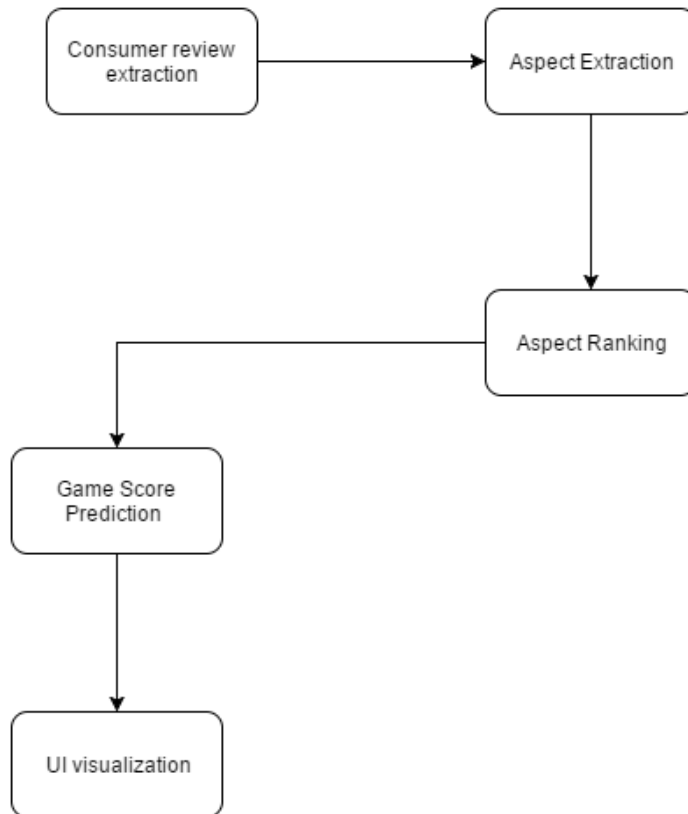 Consumer review
extraction
Aspect Extraction
Aspect Ranking
Game Score
Prediction
UI visualization